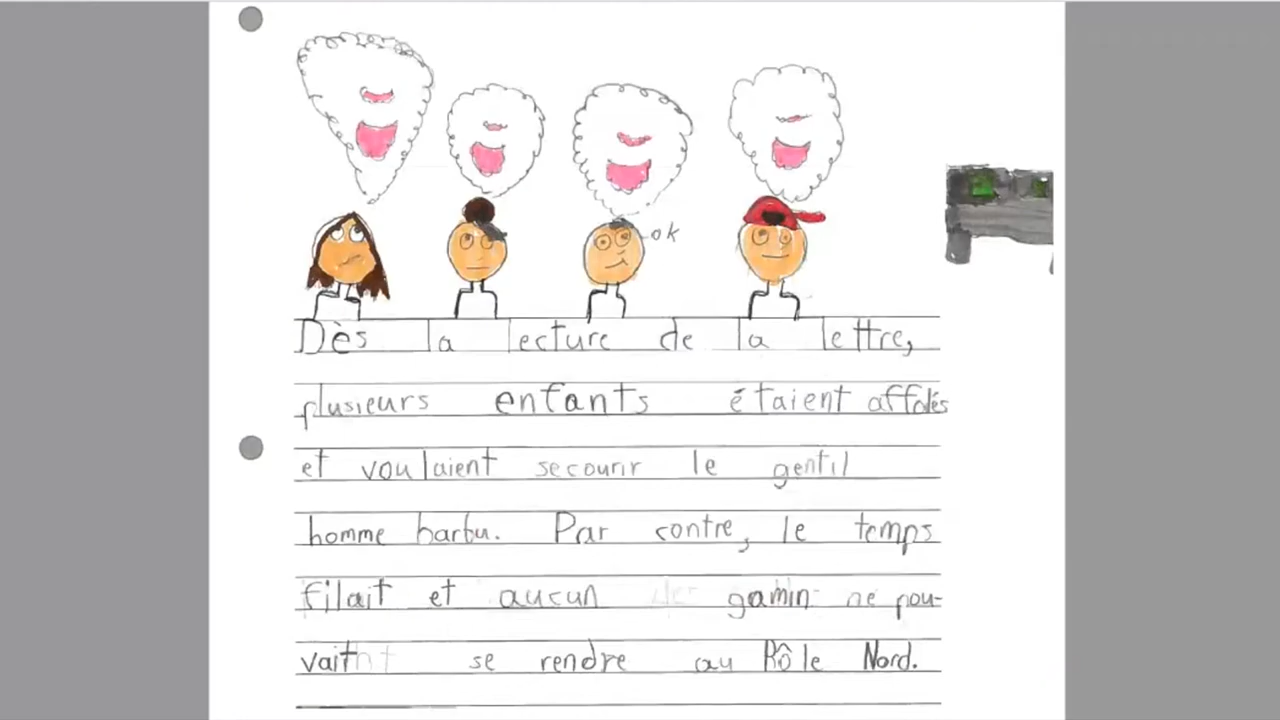 ok
Dès la lecture de la lettre,
plusieurs enfants étaient affolés
et voulaient secourir le gentil
homme barbu. Par contre, le temps
filait et aucun gamin ne pou-
vait se rendre au Pôle Nord.